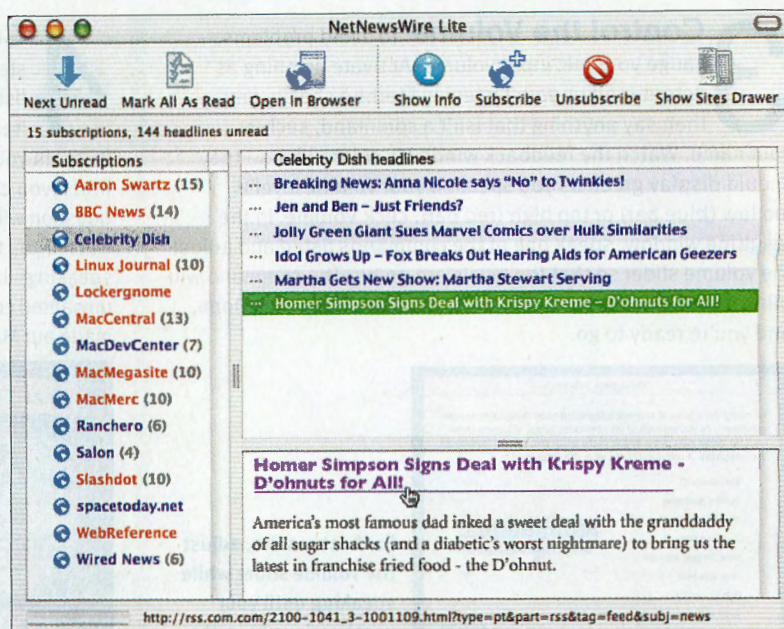 NetNewsWire Lite
Next Unread Mark All As Read Open in Browser Show Info Subscribe Unsubscribe Show Sites Drawer
15 subscriptions, 144 headlines unread
Subscriptions
Aaron Swartz (15)
BBC News (14)
Celebrity Dish
Linux Journal (10)
Lockergnome
MacCentral (13)
MacDevCenter (7)
MacMegasite (10)
MacMerc (10)
Ranchero (6)
Salon (4)
Slashdot (10)
spacetoday.net
WebReference
Wired News (6)
Celebrity Dish headlines
Breaking News: Anna Nicole says "No" to Twinkies!
Jen and Ben – Just Friends?
Jolly Green Giant Sues Marvel Comics over Hulk Similarities
Idol Grows Up – Fox Breaks Out Hearing Aids for American Geezers
Martha Gets New Show: Martha Stewart Serving
Homer Simpson Signs Deal with Krispy Kreme – D'ohnuts for All!
Homer Simpson Signs Deal with Krispy Kreme -
D'ohnuts for All!
America's most famous dad inked a sweet deal with the granddaddy
of all sugar shacks (and a diabetic's worst nightmare) to bring us the
latest in franchise fried food - the D'ohnut.
http://rss.com.com/2100-1041_3-1001109.html?type=pt&part=rss&tag=feed&subj=news